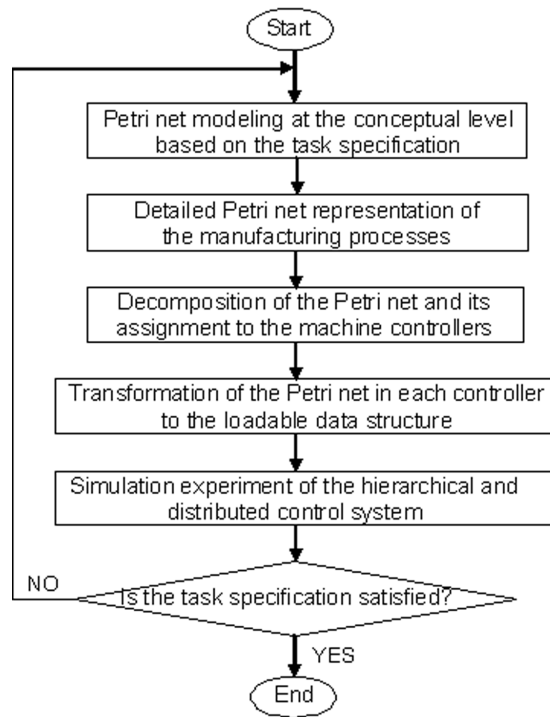 Start
Petri net modeling at the conceptual level
based on the task specification
Detailed Petri net representation of
the manufacturing processes
Decomposition of the Petri net and its
assignment to the machine controllers
Transformation of the Petri net in each controller
to the loadable data structure
Simulation experiment of the hierarchical and
distributed control system
NO
Is the task specification satisfied?
YES
End